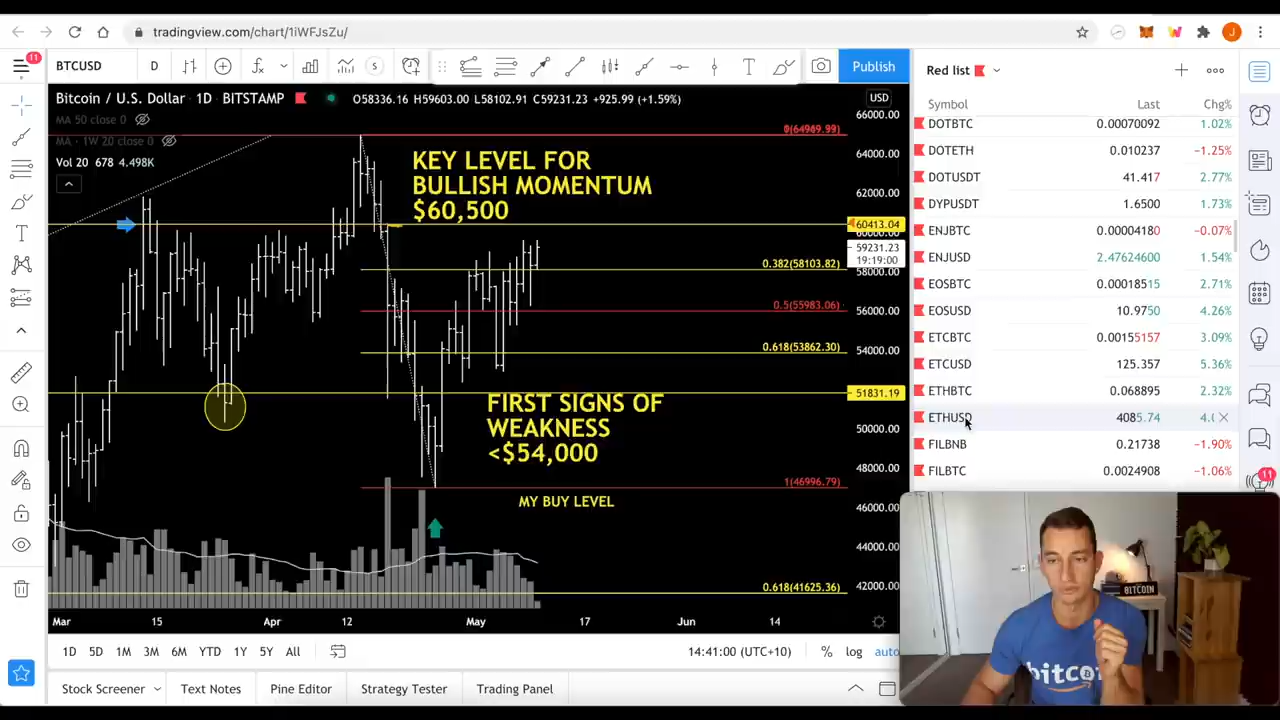 tradingview.com/chart/1iWFJsZu/
J
11
BTCUSD
D
Publish
Bitcoin / U.S. Dollar 1D BITSTAMP
O58336.16 H59603.00 L58102.91 C59231.23 +925.99 (+1.59%)
MA 50 close 0
MA · 1W 20 close 0
Vol 20 678 4.498K
KEY LEVEL FOR
BULLISH MOMENTUM
$60,500
FIRST SIGNS OF
WEAKNESS
<$54,000
MY BUY LEVEL
0(64969.99)
0.382(58103.82)
0.5(55983.06)
0.618(53862.30)
1(46996.79)
0.618(41625.36)
USD
66000.00
64000.00
62000.00
60413.04
60000.00
59231.23
19:19:00
58000.00
56000.00
54000.00
51831.19
50000.00
48000.00
46000.00
44000.00
42000.00
Mar 15 Apr 12 May 17 Jun 14
1D 5D 1M 3M 6M YTD 1Y 5Y All
14:41:00 (UTC+10) % log auto
Stock Screener Text Notes Pine Editor Strategy Tester Trading Panel
Red list
Symbol Last Chg%
DOTBTC 0.00070092 1.02%
DOTETH 0.010237 −1.25%
DOTUSDT 41.417 2.77%
DYPUSDT 1.6500 1.73%
ENJBTC 0.00004180 −0.07%
ENJUSD 2.47624600 1.54%
EOSBTC 0.00018515 2.71%
EOSUSD 10.9750 4.26%
ETCBTC 0.00155157 3.09%
ETCUSD 125.357 5.36%
ETHBTC 0.068895 2.32%
ETHUSD 4085.74
FILBNB 0.21738 −1.90%
FILBTC 0.0024908 −1.06%
11
BITCOIN
bitcoin